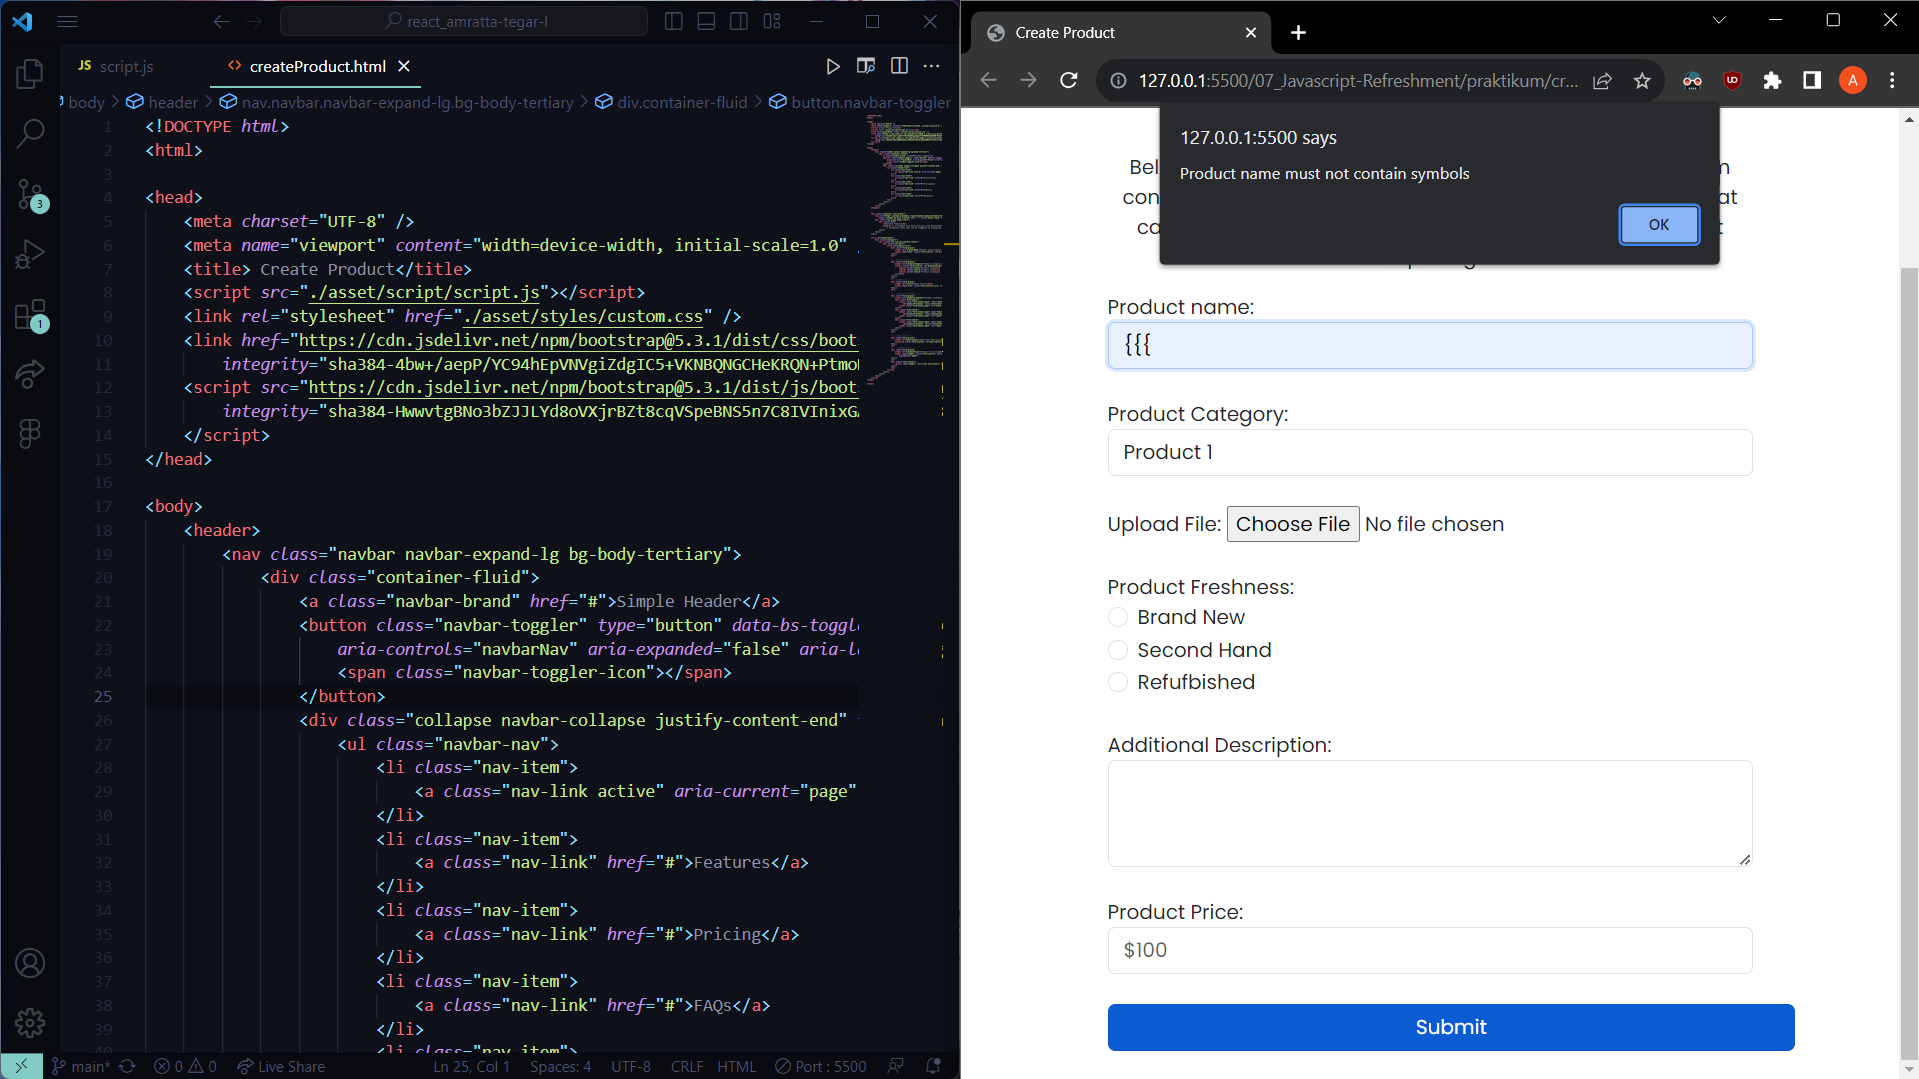 react_amratta-tegar-l
JS script.js
<> createProduct.html
body > header > nav.navbar.navbar-expand-lg.bg-body-tertiary > div.container-fluid > button.navbar-toggler
1 <!DOCTYPE html>
2 <html>
3
4 <head>
5 <meta charset="UTF-8" />
6 <meta name="viewport" content="width=device-width, initial-scale=1.0" /
7 <title> Create Product</title>
8 <script src="./asset/script/script.js"></script>
9 <link rel="stylesheet" href="./asset/styles/custom.css" />
10 <link href="https://cdn.jsdelivr.net/npm/bootstrap@5.3.1/dist/css/boot
11 integrity="sha384-4bw+/aepP/YC94hEpVNVgiZdgIC5+VKNBQNGCHeKRQN+Ptmo
12 <script src="https://cdn.jsdelivr.net/npm/bootstrap@5.3.1/dist/js/boot
13 integrity="sha384-HwwvtgBNo3bZJJLYd8oVXjrBZt8cqVSpeBNS5n7C8IVInixG
14 </script>
15 </head>
16
17 <body>
18 <header>
19 <nav class="navbar navbar-expand-lg bg-body-tertiary">
20 <div class="container-fluid">
21 <a class="navbar-brand" href="#">Simple Header</a>
22 <button class="navbar-toggler" type="button" data-bs-toggl
23 aria-controls="navbarNav" aria-expanded="false" aria-l
24 <span class="navbar-toggler-icon"></span>
25 </button>
26 <div class="collapse navbar-collapse justify-content-end"
27 <ul class="navbar-nav">
28 <li class="nav-item">
29 <a class="nav-link active" aria-current="page"
30 </li>
31 <li class="nav-item">
32 <a class="nav-link" href="#">Features</a>
33 </li>
34 <li class="nav-item">
35 <a class="nav-link" href="#">Pricing</a>
36 </li>
37 <li class="nav-item">
38 <a class="nav-link" href="#">FAQs</a>
39 </li>
40 <li class="nav-item">
3
1
main* 0 0 Live Share Ln 25, Col 1 Spaces: 4 UTF-8 CRLF HTML Port : 5500
Create Product
127.0.0.1:5500/07_Javascript-Refreshment/praktikum/cr...
A
127.0.0.1:5500 says
Product name must not contain symbols
OK
Product name:
{{{
Product Category:
Product 1
Upload File: Choose File No file chosen
Product Freshness:
Brand New
Second Hand
Refufbished
Additional Description:
Product Price:
$100
Submit